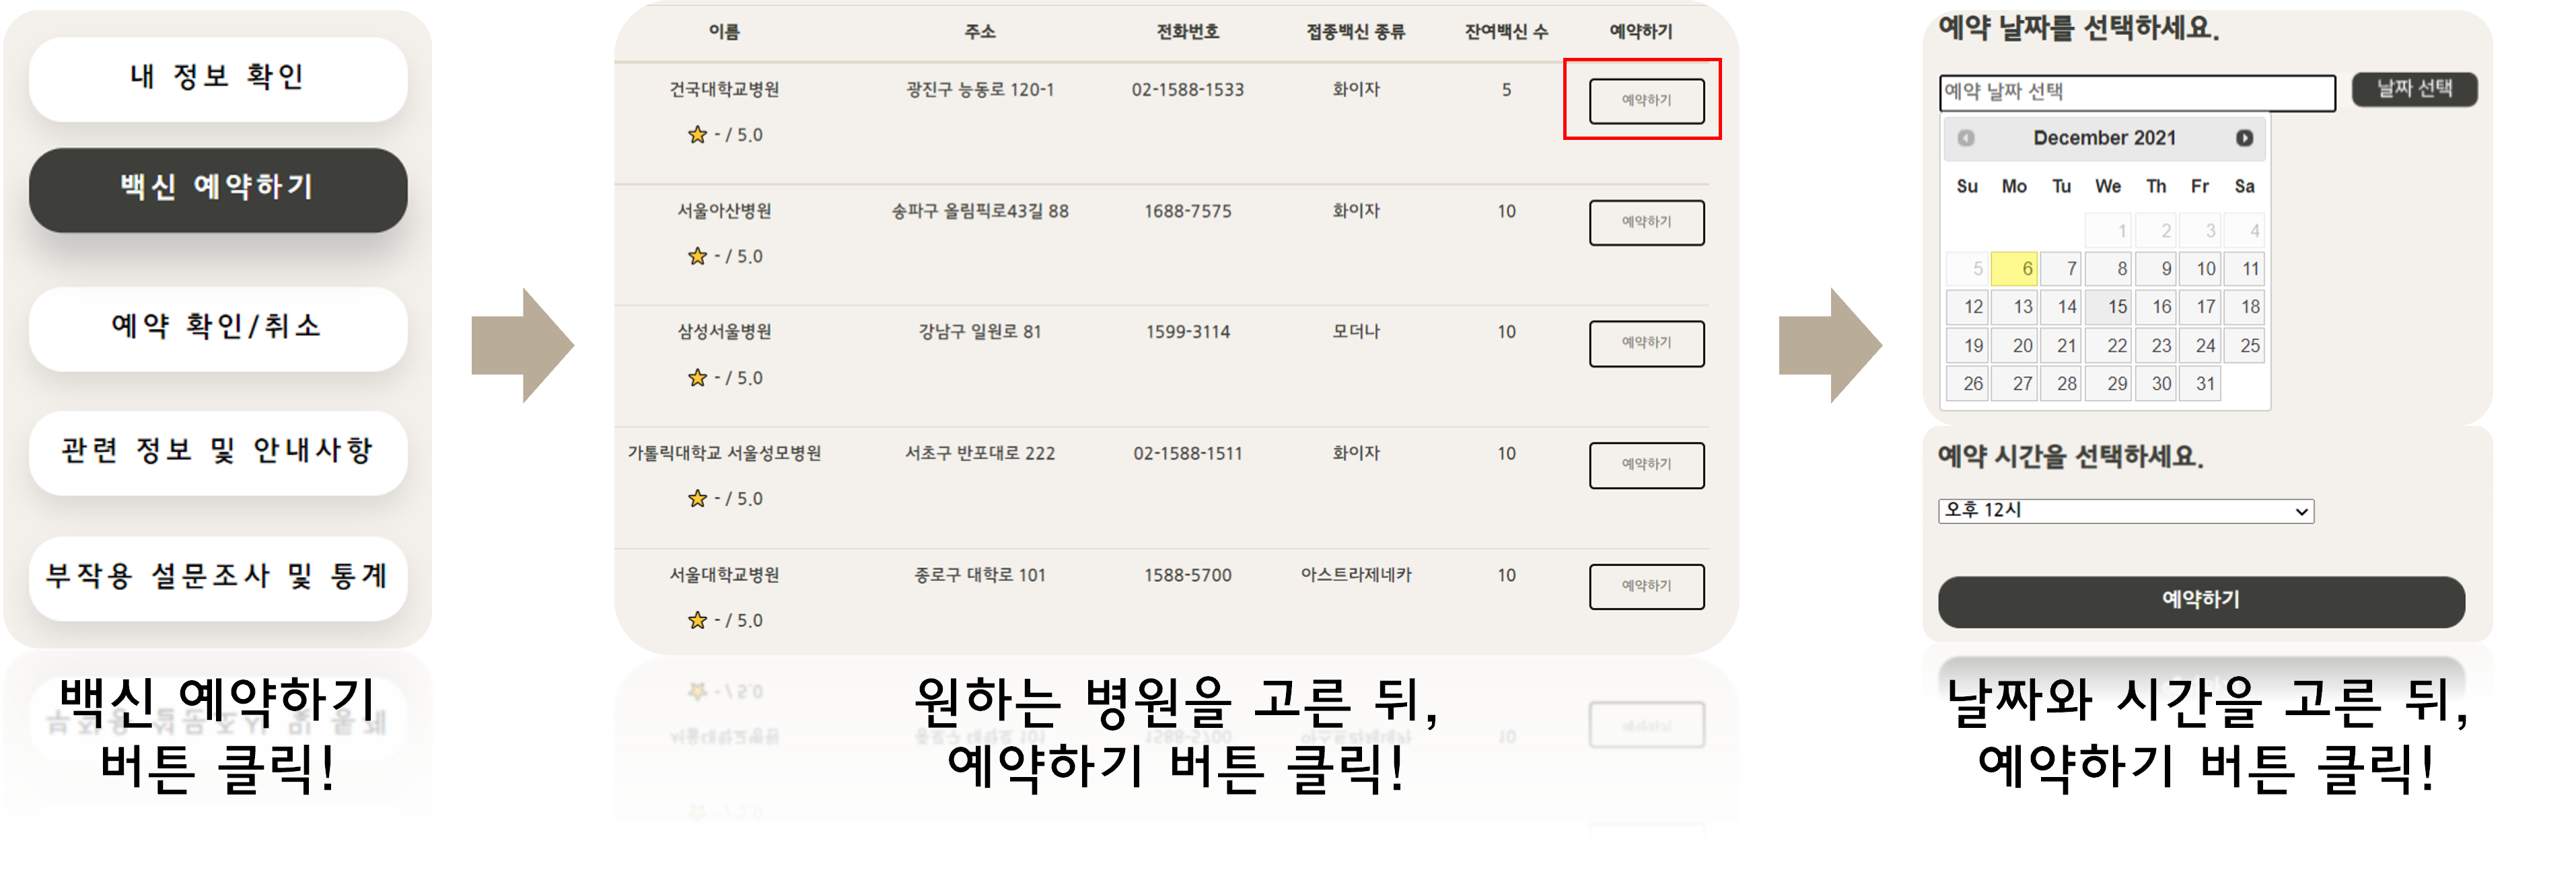 내 정보 확인
백신 예약하기
예약 확인/취소
관련 정보 및 안내사항
부작용 설문조사 및 통계
백신 예약하기
버튼 클릭!
이름 주소 전화번호 접종백신 종류 잔여백신 수 예약하기
건국대학교병원 광진구 능동로 120-1 02-1588-1533 화이자 5 예약하기
- / 5.0
서울아산병원 송파구 올림픽로43길 88 1688-7575 화이자 10 예약하기
- / 5.0
삼성서울병원 강남구 일원로 81 1599-3114 모더나 10 예약하기
- / 5.0
가톨릭대학교 서울성모병원 서초구 반포대로 222 02-1588-1511 화이자 10 예약하기
- / 5.0
서울대학교병원 종로구 대학로 101 1588-5700 아스트라제네카 10 예약하기
- / 5.0
원하는 병원을 고른 뒤,
예약하기 버튼 클릭!
예약 날짜를 선택하세요.
예약 날짜 선택 날짜 선택
December 2021
Su Mo Tu We Th Fr Sa
1 2 3 4
5 6 7 8 9 10 11
12 13 14 15 16 17 18
19 20 21 22 23 24 25
26 27 28 29 30 31
예약 시간을 선택하세요.
오후 12시
예약하기
날짜와 시간을 고른 뒤,
예약하기 버튼 클릭!